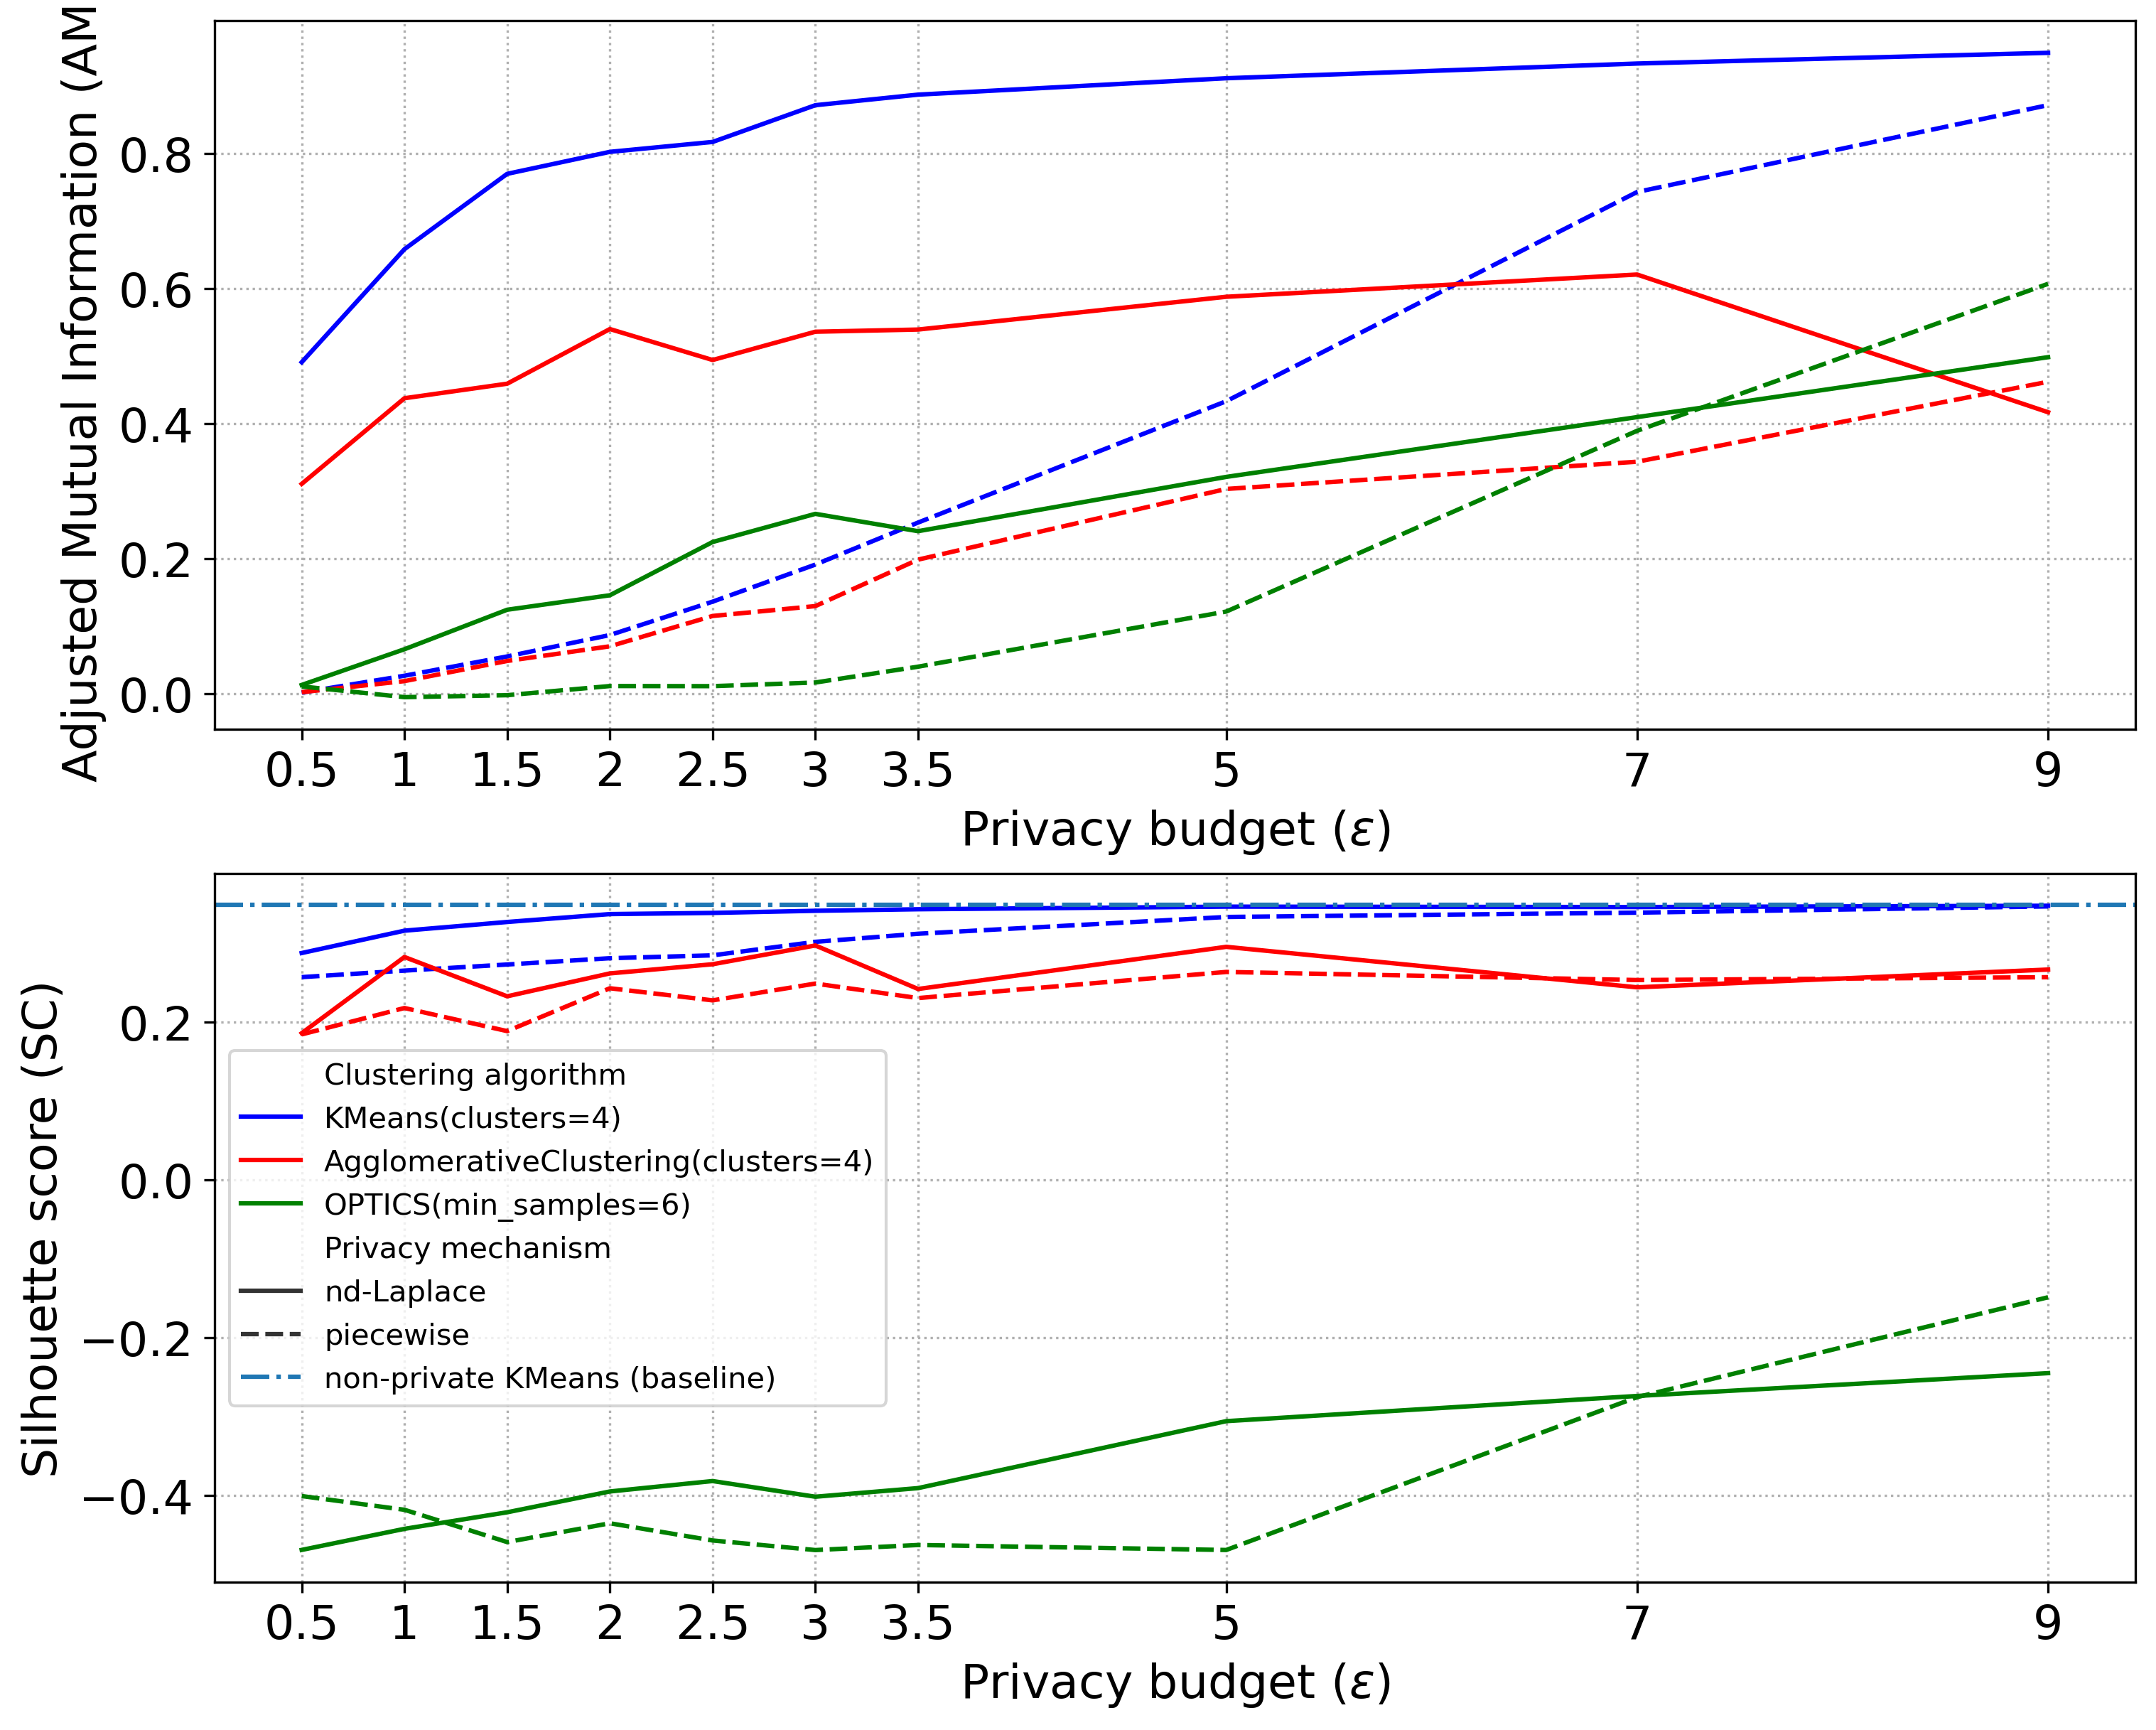 Adjusted Mutual Information (AM
0.8
0.6
0.4
0.2
0.0
0.5 1 1.5 2 2.5 3 3.5 5 7 9
Privacy budget (ε)
Silhouette score (SC)
0.2
0.0
−0.2
−0.4
Clustering algorithm
KMeans(clusters=4)
AgglomerativeClustering(clusters=4)
OPTICS(min_samples=6)
Privacy mechanism
nd-Laplace
piecewise
non-private KMeans (baseline)
0.5 1 1.5 2 2.5 3 3.5 5 7 9
Privacy budget (ε)